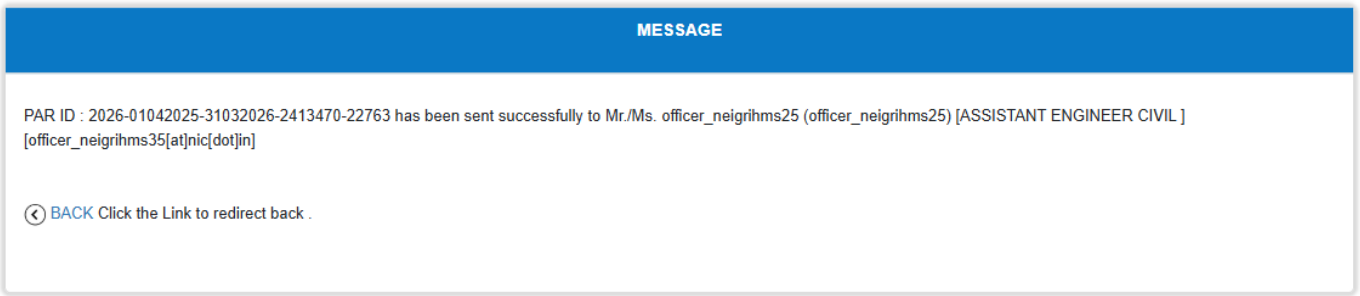 MESSAGE
PAR ID : 2026-01042025-31032026-2413470-22763 has been sent successfully to Mr./Ms. officer_neigrihms25 (officer_neigrihms25) [ASSISTANT ENGINEER CIVIL ]
[officer_neigrihms35[at]nic[dot]in]
BACK Click the Link to redirect back .